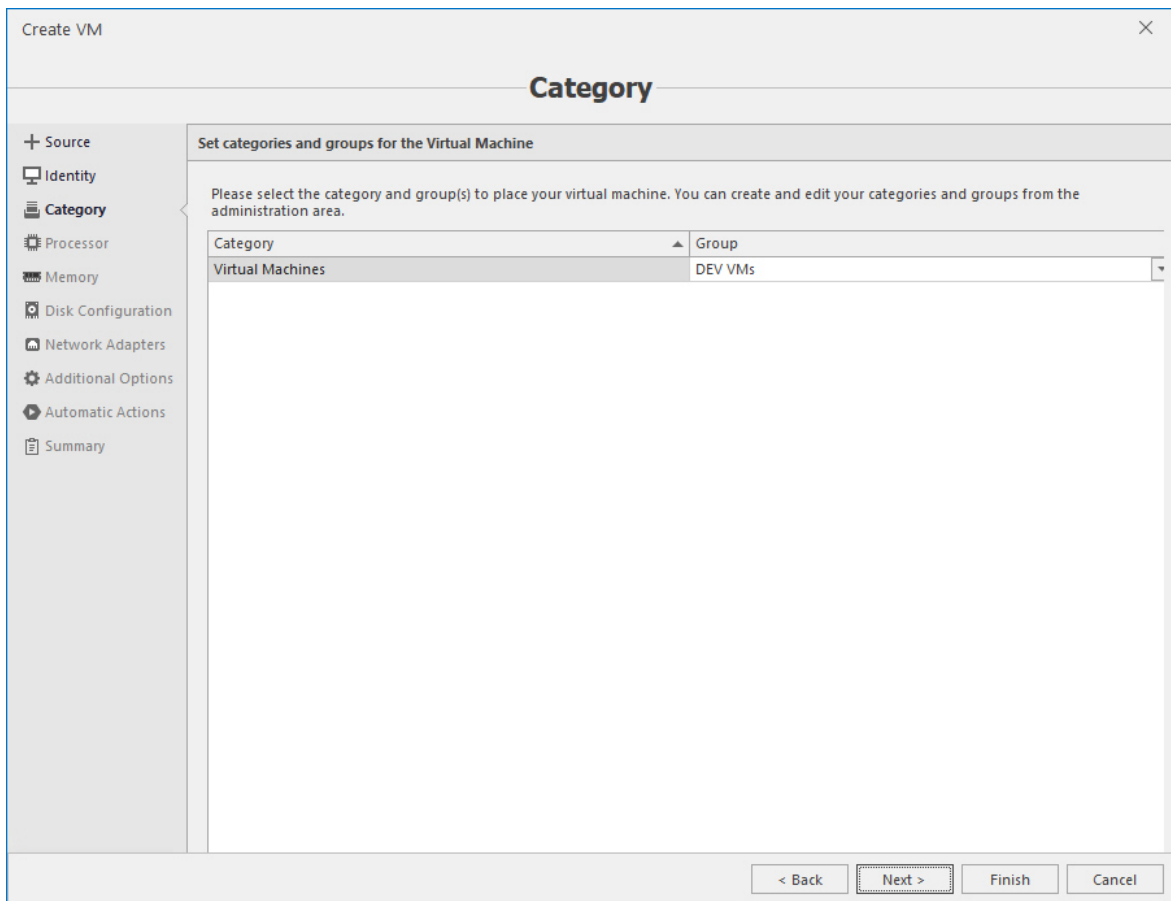 Create VM
Category
Source
Identity
Category
Processor
Memory
Disk Configuration
Network Adapters
Additional Options
Automatic Actions
Summary
Set categories and groups for the Virtual Machine
Please select the category and group(s) to place your virtual machine. You can create and edit your categories and groups from the
administration area.
Category Group
Virtual Machines DEV VMs
< Back Next > Finish Cancel